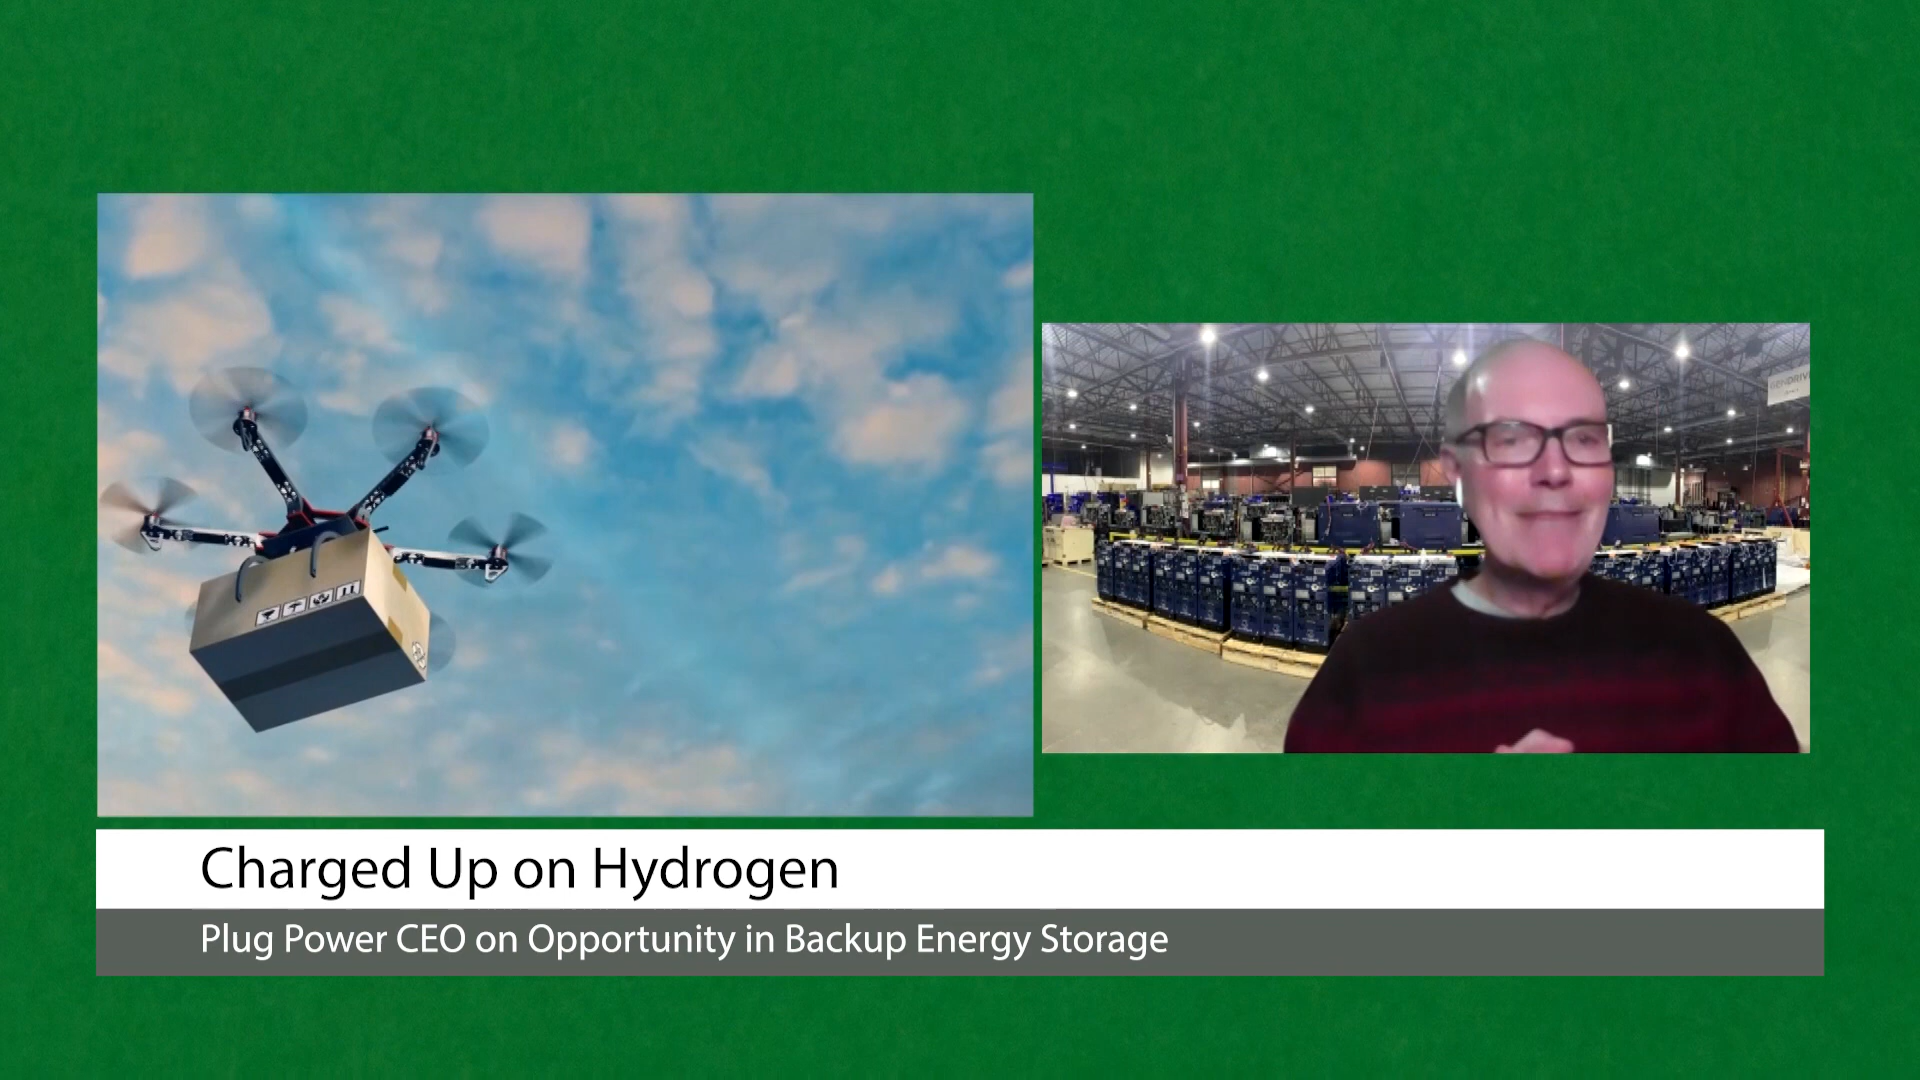 Charged Up on Hydrogen
Plug Power CEO on Opportunity in Backup Energy Storage